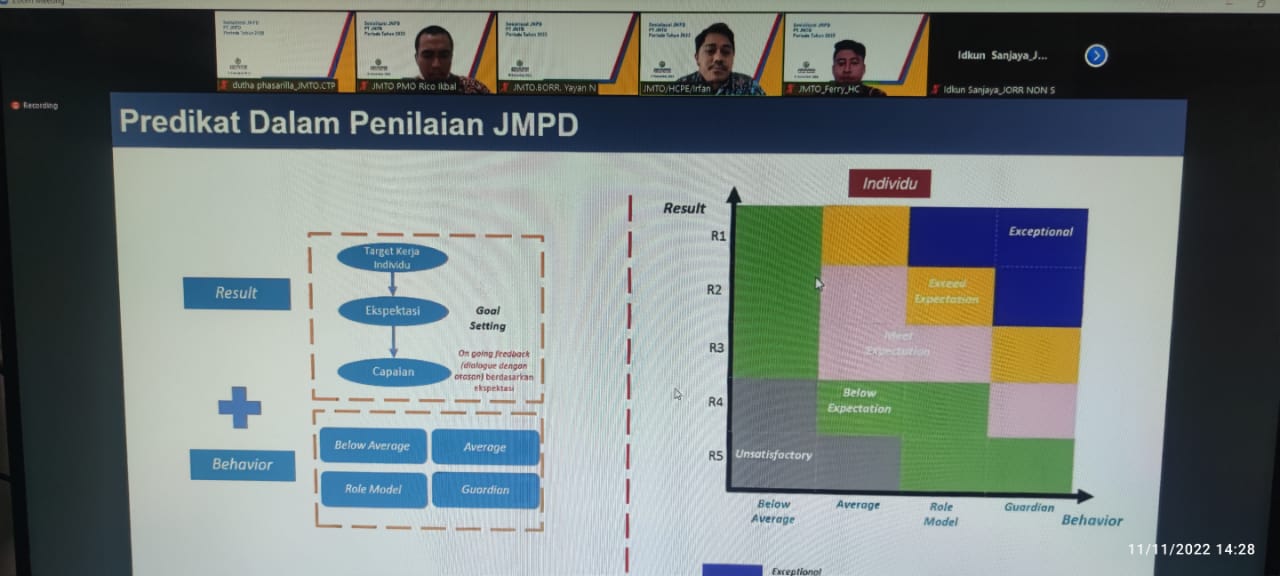 Zoom Meeting
Sosialisasi JMPD
PT JMTO
Periode Tahun 2022
Sosialisasi JMPD
PT JMTO
Periode Tahun 2022
Sosialisasi JMPD
PT JMTO
Periode Tahun 2022
Sosialisasi JMPD
PT JMTO
Periode Tahun 2022
Sosialisasi JMPD
PT JMTO
Periode Tahun 2022
Idkun Sanjaya_J...
dutha phasarilla_JMTO.CTP
JMTO PMO Rico Ikbal
JMTO.BORR. Yayan N
JMTO/HCPE/Irfan
JMTO_Ferry_HC
Idkun Sanjaya_JORR NON S
Recording
Predikat Dalam Penilaian JMPD
Result
Behavior
Target Kerja
Individu
Ekspektasi
Capaian
Goal
Setting
On going feedback
(dialogue dengan
atasan) berdasarkan
ekspektasi
Below Average
Average
Role Model
Guardian
Individu
Result
R1
R2
R3
R4
R5
Exceptional
Exceed
Expectation
Meet
Expectation
Below
Expectation
Unsatisfactory
Below
Average
Average
Role
Model
Guardian
Behavior
Exceptional
11/11/2022 14:28